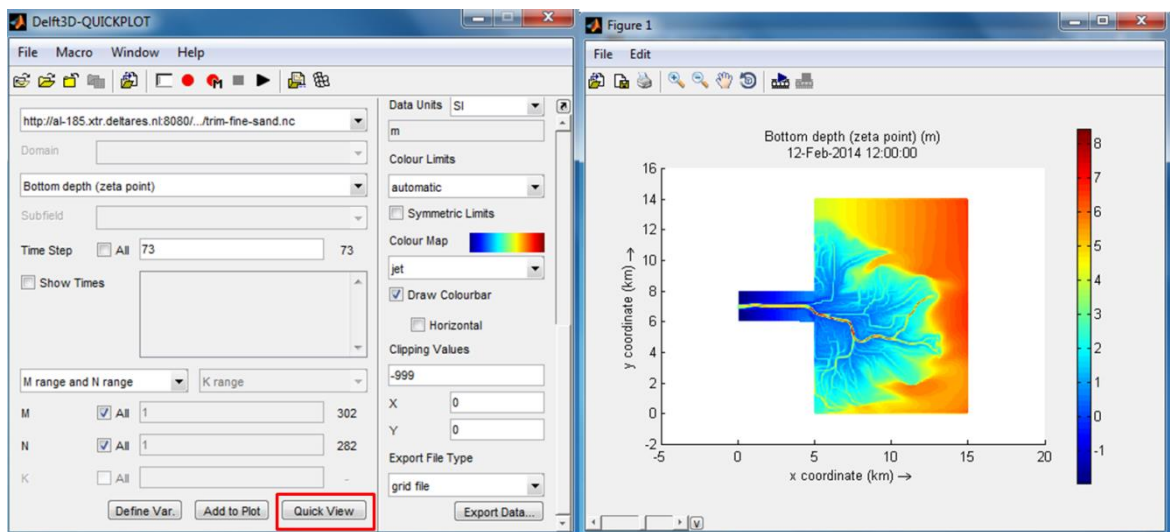 Delft3D-QUICKPLOT
File Macro Window Help
http://al-185.xtr.deltares.nl:8080/.../trim-fine-sand.nc
Domain
Bottom depth (zeta point)
Subfield
Time Step All 73 73
Show Times
M range and N range K range
M All 1 302
N All 1 282
K All -
Define Var. Add to Plot Quick View
Data Units SI
m
Colour Limits
automatic
Symmetric Limits
Colour Map
jet
Draw Colourbar
Horizontal
Clipping Values
-999
X 0
Y 0
Export File Type
grid file
Export Data...
Figure 1
File Edit
Bottom depth (zeta point) (m)
12-Feb-2014 12:00:00
16
14
12
10
8
6
4
2
0
-2
y coordinate (km) →
-5 0 5 10 15 20
x coordinate (km) →
8
7
6
5
4
3
2
1
0
-1
V